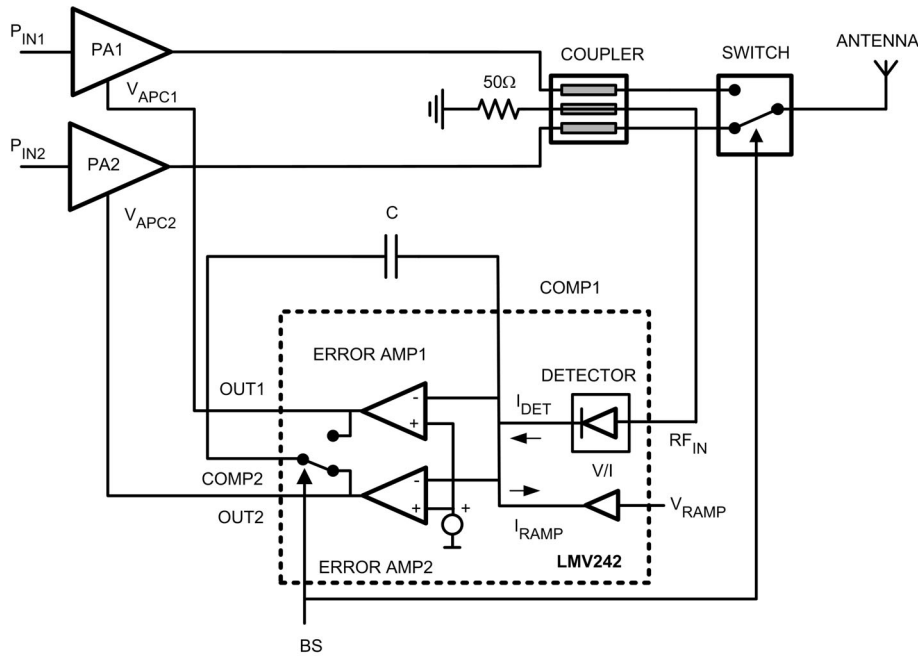 P_IN1
PA1
V_APC1
P_IN2
PA2
V_APC2
50Ω
COUPLER
SWITCH
ANTENNA
C
COMP1
ERROR AMP1
DETECTOR
OUT1
-
+
I_DET
RF_IN
V/I
COMP2
OUT2
-
+
+
I_RAMP
V_RAMP
LMV242
ERROR AMP2
BS